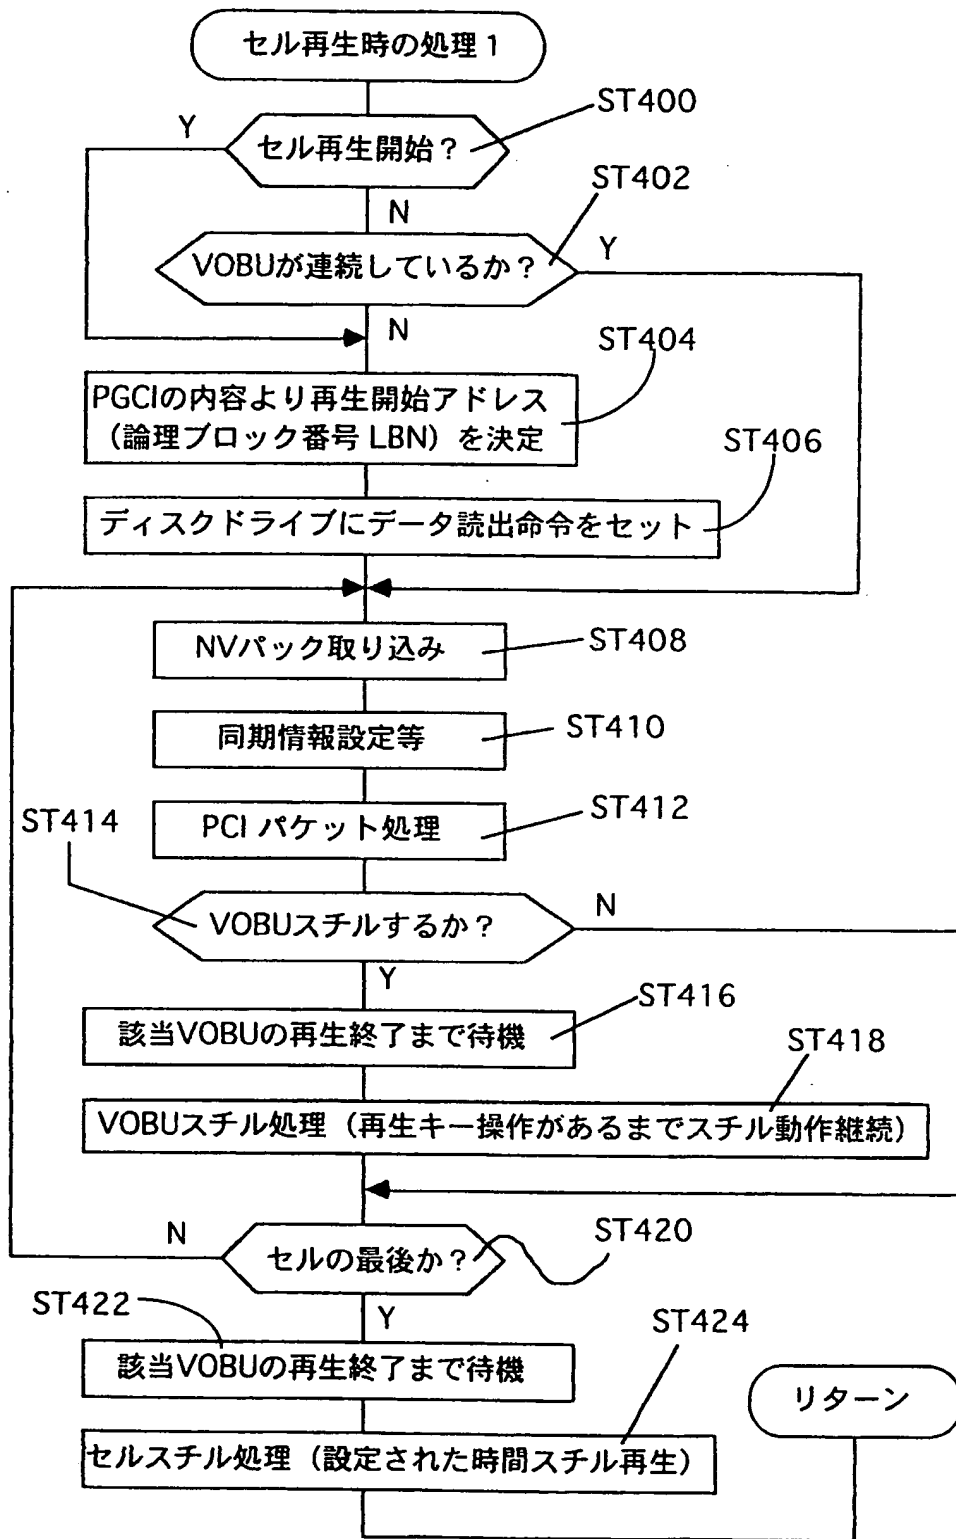 セル再生時の処理 1
ST400
Y
セル再生開始？
ST402
N
VOBUが連続しているか？
Y
N
ST404
PGCIの内容より再生開始アドレス
（論理ブロック番号 LBN）を決定
ST406
ディスクドライブにデータ読出命令をセット
NVパック取り込み
ST408
同期情報設定等
ST410
ST414
PCI パケット処理
ST412
VOBUスチルするか？
N
Y
ST416
該当VOBUの再生終了まで待機
ST418
VOBUスチル処理（再生キー操作があるまでスチル動作継続）
N
セルの最後か？
ST420
ST422
Y
ST424
該当VOBUの再生終了まで待機
リターン
セルスチル処理（設定された時間スチル再生）